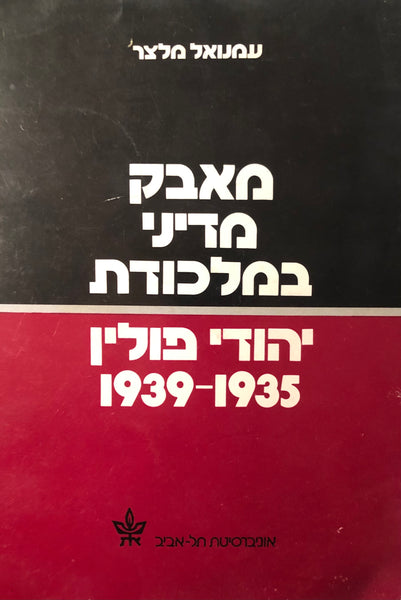 עמנואל מלצר
מאבק
מדיני
במלכודת
יהודי פולין
1939-1935
אוניברסיטת תל-אביב